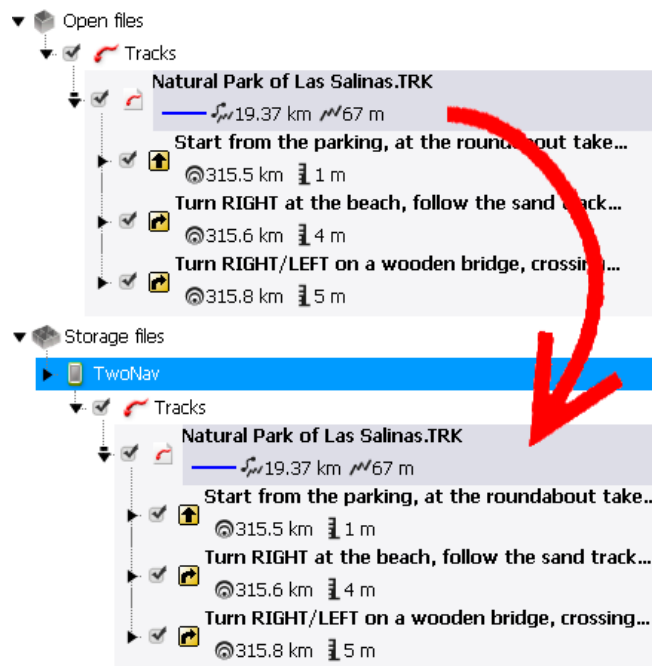 Open files
Tracks
Natural Park of Las Salinas.TRK
19.37 km 67 m
Start from the parking, at the roundabout take...
315.5 km 1 m
Turn RIGHT at the beach, follow the sand track...
315.6 km 4 m
Turn RIGHT/LEFT on a wooden bridge, crossing...
315.8 km 5 m
Storage files
TwoNav
Tracks
Natural Park of Las Salinas.TRK
19.37 km 67 m
Start from the parking, at the roundabout take...
315.5 km 1 m
Turn RIGHT at the beach, follow the sand track...
315.6 km 4 m
Turn RIGHT/LEFT on a wooden bridge, crossing...
315.8 km 5 m